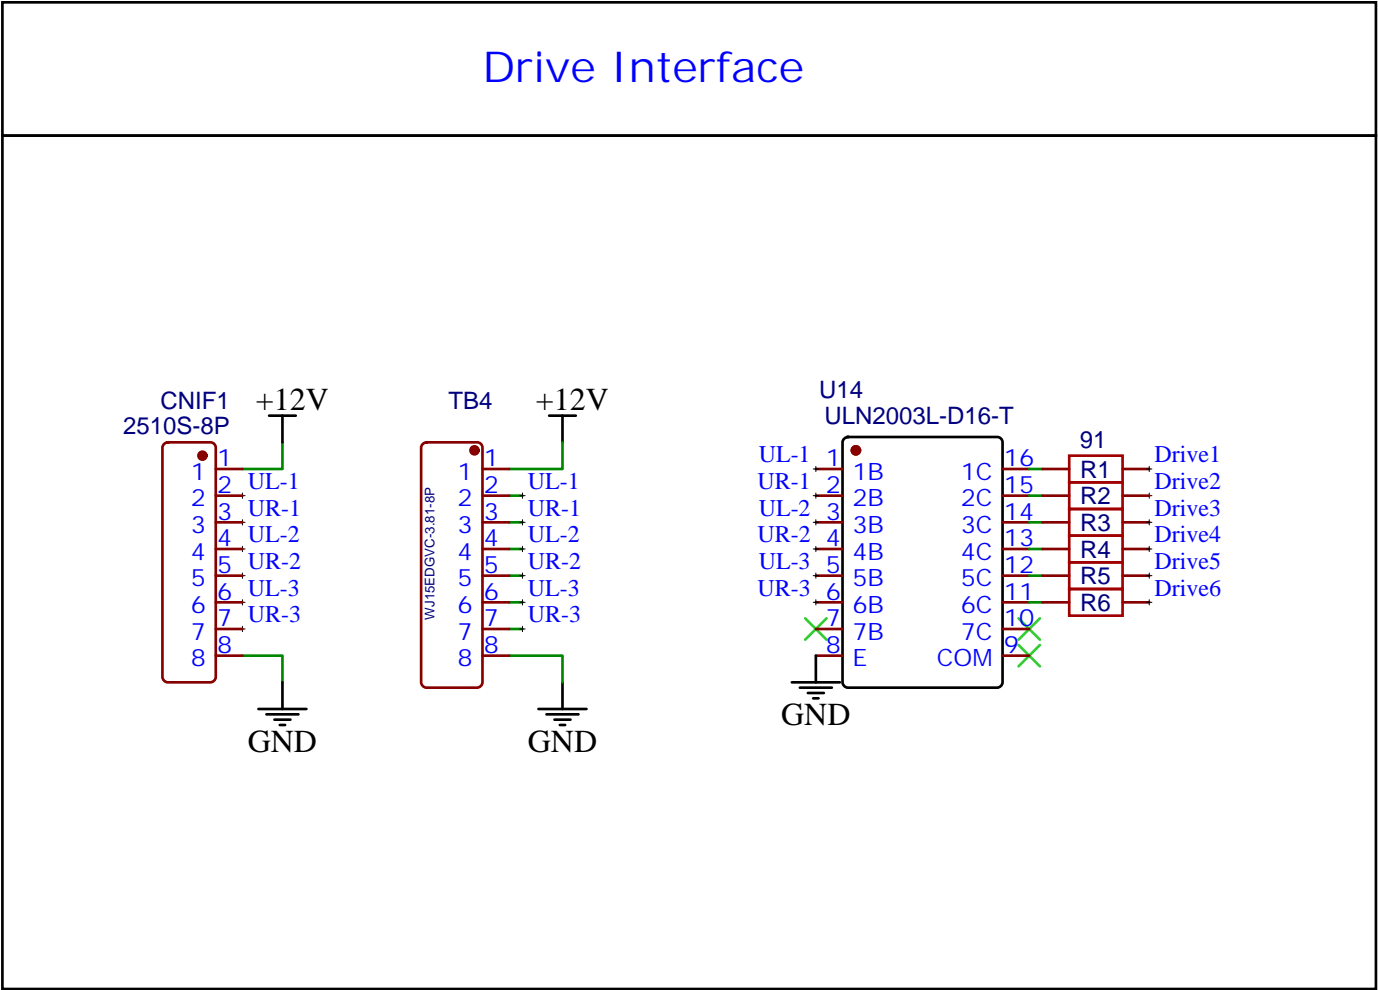 Drive Interface
CNIF1
2510S-8P
+12V
1 1
2 2 UL-1
3 3 UR-1
4 4 UL-2
5 5 UR-2
6 6 UL-3
7 7 UR-3
8 8
GND
TB4
WJ15EDGVC-3.81-8P
+12V
1 1
2 2 UL-1
3 3 UR-1
4 4 UL-2
5 5 UR-2
6 6 UL-3
7 7 UR-3
8 8
GND
U14
ULN2003L-D16-T
91
UL-1 1 1B 1C 16 R1 Drive1
UR-1 2 2B 2C 15 R2 Drive2
UL-2 3 3B 3C 14 R3 Drive3
UR-2 4 4B 4C 13 R4 Drive4
UL-3 5 5B 5C 12 R5 Drive5
UR-3 6 6B 6C 11 R6 Drive6
7 7B 7C 10
8 E COM 9
GND